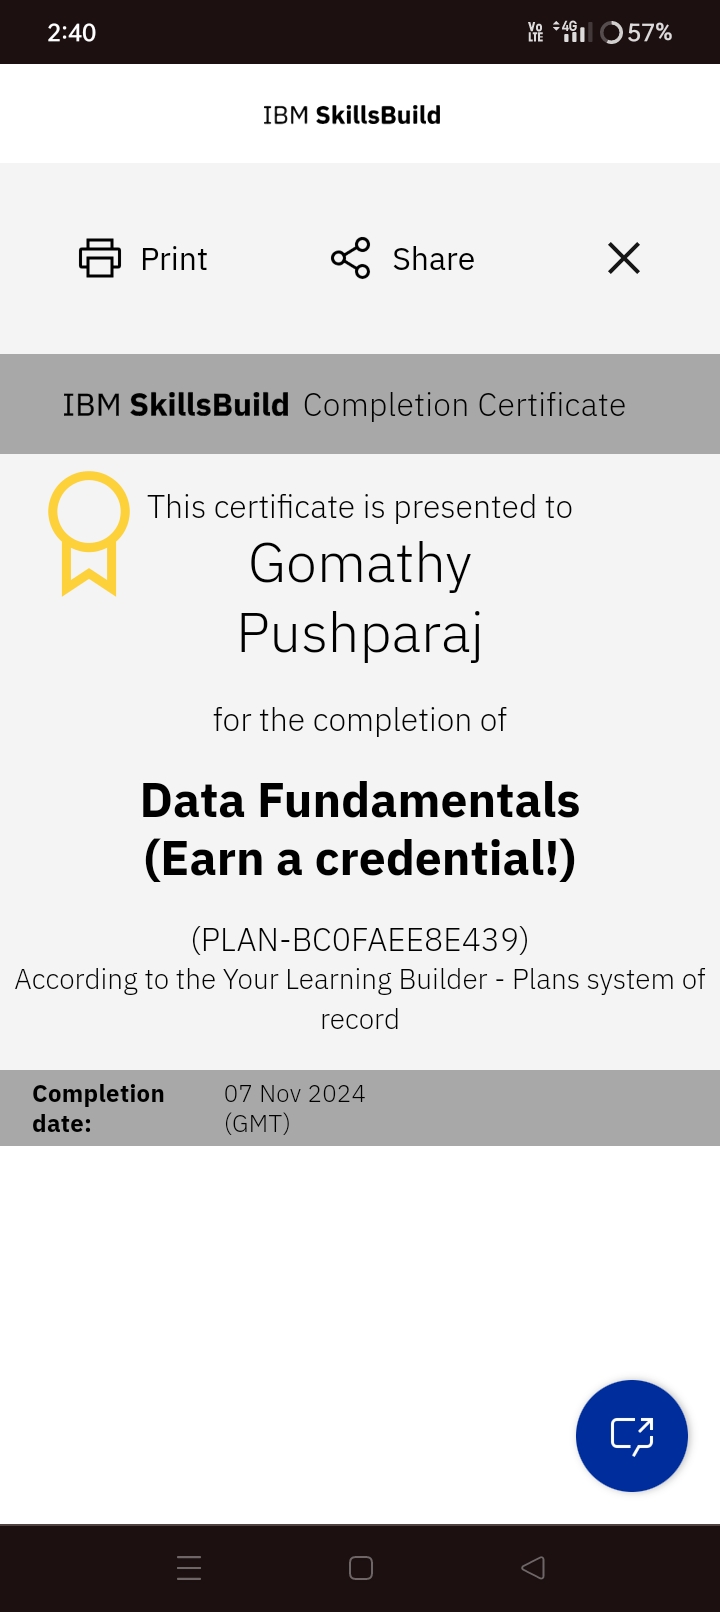 2:40 Vo LTE 4G 57%
IBM SkillsBuild
Print Share
IBM SkillsBuild Completion Certificate
This certificate is presented to
Gomathy
Pushparaj
for the completion of
Data Fundamentals
(Earn a credential!)
(PLAN-BC0FAEE8E439)
According to the Your Learning Builder - Plans system of
record
Completion 07 Nov 2024
date: (GMT)